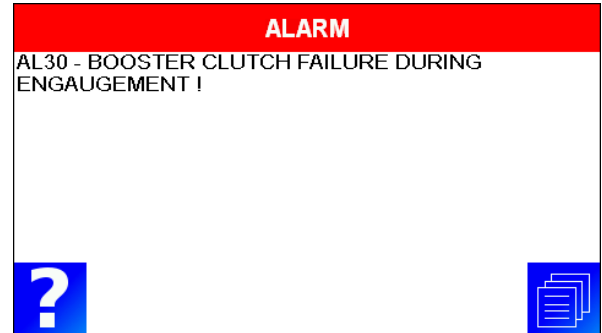 ALARM
AL30 - BOOSTER CLUTCH FAILURE DURING
ENGAUGEMENT !
?